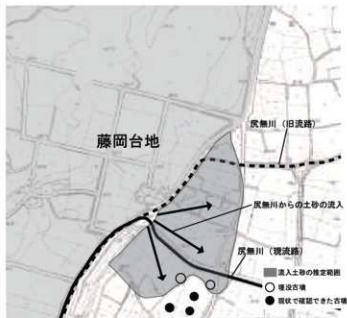 藤岡台地
尻無川（旧流路）
尻無川からの土砂の流入
尻無川（現流路）
流入土砂の推定範囲
埋没古墳
現状で確認できた古墳